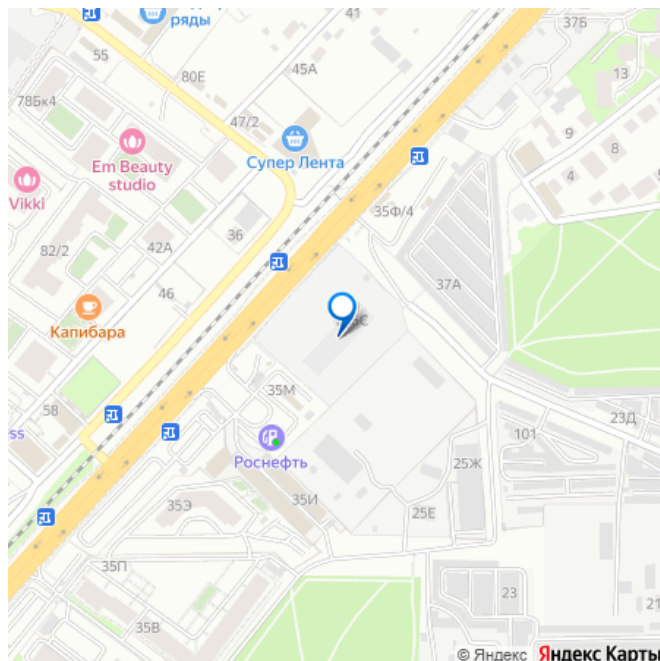 ряды
41
37Б
55
80Е
45А
13
78Бк4
47/2
9
8
Em Beauty
studio
Супер Лента
4
Vikki
35Ф/4
36
82/2
42А
37А
46
Капибара
58
35М
ss
23Д
101
Роснефть
25Ж
35Э
35И
25Е
35П
23
21
35В
© Яндекс Яндекс Карты